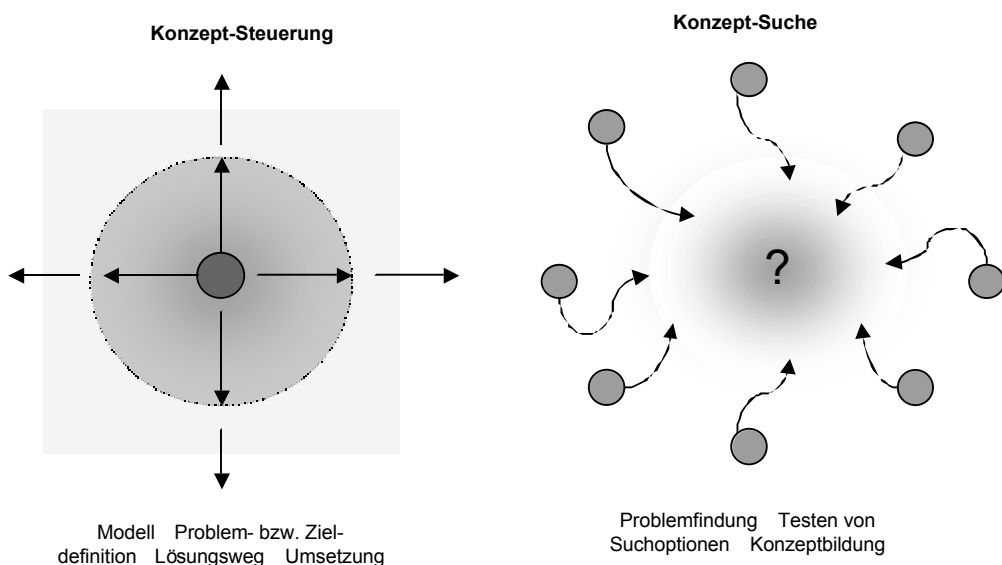 Konzept-Steuerung
Modell Problem- bzw. Ziel-
definition Lösungsweg Umsetzung
Konzept-Suche
?
Problemfindung Testen von
Suchoptionen Konzeptbildung